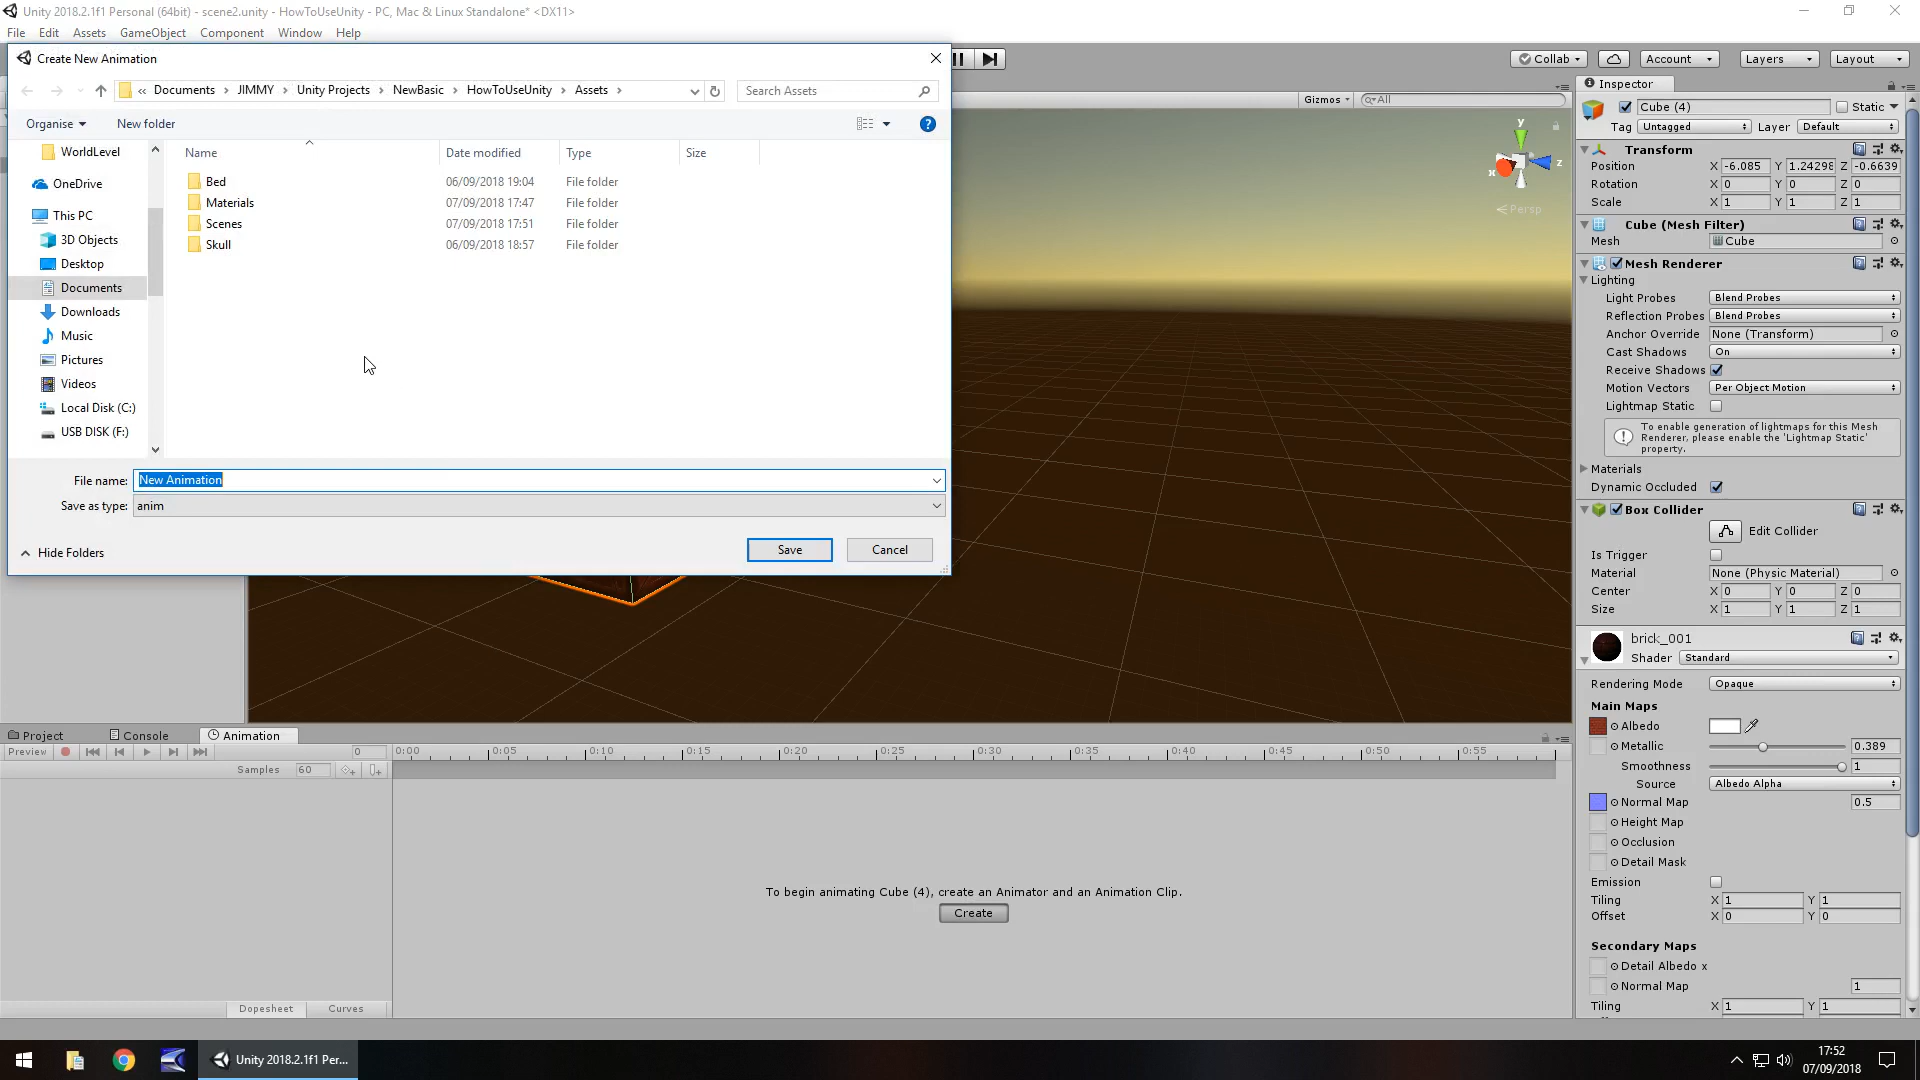 Unity 2018.2.1f1 Personal (64bit) - scene2.unity - HowToUseUnity - PC, Mac & Linux Standalone* <DX11>
File Edit Assets GameObject Component Window Help
Create New Animation
« Documents JIMMY Unity Projects NewBasic HowToUseUnity Assets
Search Assets
Organise New folder
Name Date modified Type Size
WorldLevel
OneDrive
This PC
3D Objects
Desktop
Documents
Downloads
Music
Pictures
Videos
Local Disk (C:)
USB DISK (F:)
Bed 06/09/2018 19:04 File folder
Materials 07/09/2018 17:47 File folder
Scenes 07/09/2018 17:51 File folder
Skull 06/09/2018 18:57 File folder
File name: New Animation
Save as type: anim
Hide Folders Save Cancel
Collab Account Layers Layout
Gizmos All
y
x z
Persp
Inspector
Cube (4) Static
Tag Untagged Layer Default
Transform
Position X -6.085 Y 1.24298 Z -0.6639
Rotation X 0 Y 0 Z 0
Scale X 1 Y 1 Z 1
Cube (Mesh Filter)
Mesh Cube
Mesh Renderer
Lighting
Light Probes Blend Probes
Reflection Probes Blend Probes
Anchor Override None (Transform)
Cast Shadows On
Receive Shadows
Motion Vectors Per Object Motion
Lightmap Static
To enable generation of lightmaps for this Mesh
Renderer, please enable the 'Lightmap Static'
property.
Materials
Dynamic Occluded
Box Collider
Edit Collider
Is Trigger
Material None (Physic Material)
Center X 0 Y 0 Z 0
Size X 1 Y 1 Z 1
brick_001
Shader Standard
Rendering Mode Opaque
Main Maps
Albedo
Metallic 0.389
Smoothness 1
Source Albedo Alpha
Normal Map 0.5
Height Map
Occlusion
Detail Mask
Emission
Tiling X 1 Y 1
Offset X 0 Y 0
Secondary Maps
Detail Albedo x
Normal Map 1
Tiling X 1 Y 1
Project Console Animation
Preview 0 0:00 0:05 0:10 0:15 0:20 0:25 0:30 0:35 0:40 0:45 0:50 0:55
Samples 60
To begin animating Cube (4), create an Animator and an Animation Clip.
Create
Dopesheet Curves
Unity 2018.2.1f1 Per...
17:52
07/09/2018